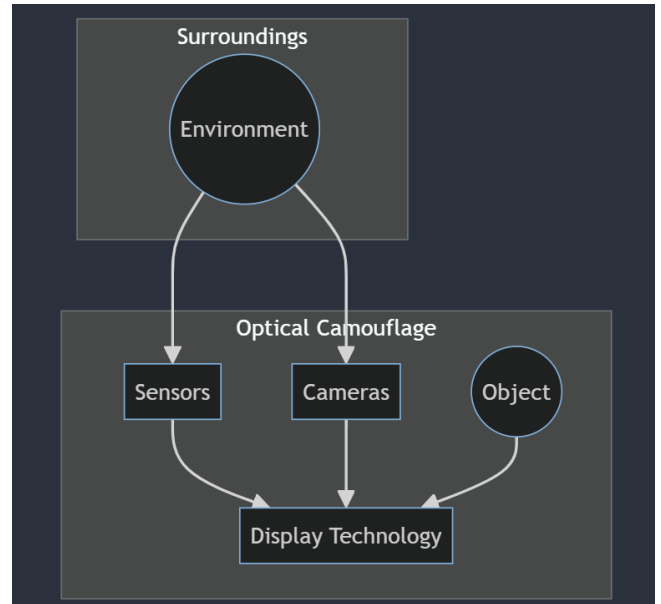 Surroundings
Environment
Optical Camouflage
Sensors
Cameras
Object
Display Technology